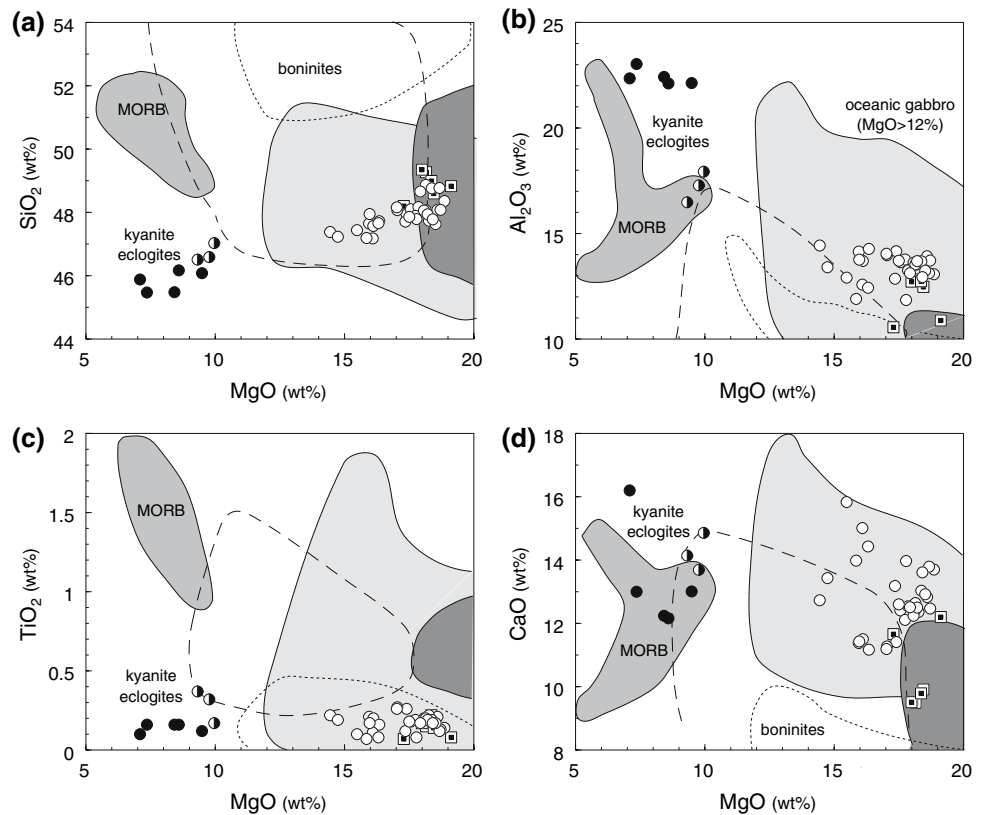 (a)
54
52
50
48
46
44
SiO2 (wt%)
boninites
MORB
kyanite
eclogites
5
10
15
20
MgO (wt%)
(b)
25
20
15
10
Al2O3 (wt%)
oceanic gabbro
(MgO>12%)
kyanite
eclogites
MORB
5
10
15
20
MgO (wt%)
(c)
2
1.5
1
0.5
0
TiO2 (wt%)
MORB
kyanite
eclogites
5
10
15
20
MgO (wt%)
(d)
18
16
14
12
10
8
CaO (wt%)
kyanite
eclogites
MORB
boninites
5
10
15
20
MgO (wt%)